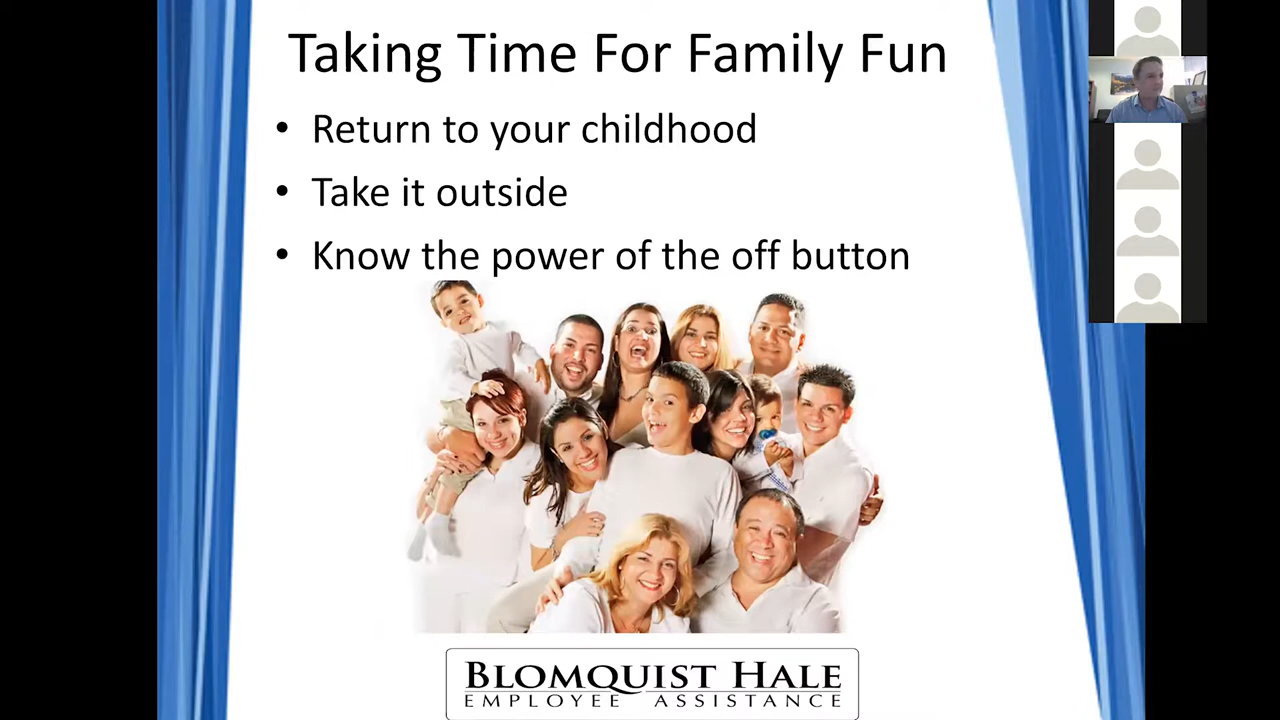 Taking Time For Family Fun
• Return to your childhood
• Take it outside
• Know the power of the off button
BLOMQUIST HALE
EMPLOYEE ASSISTANCE